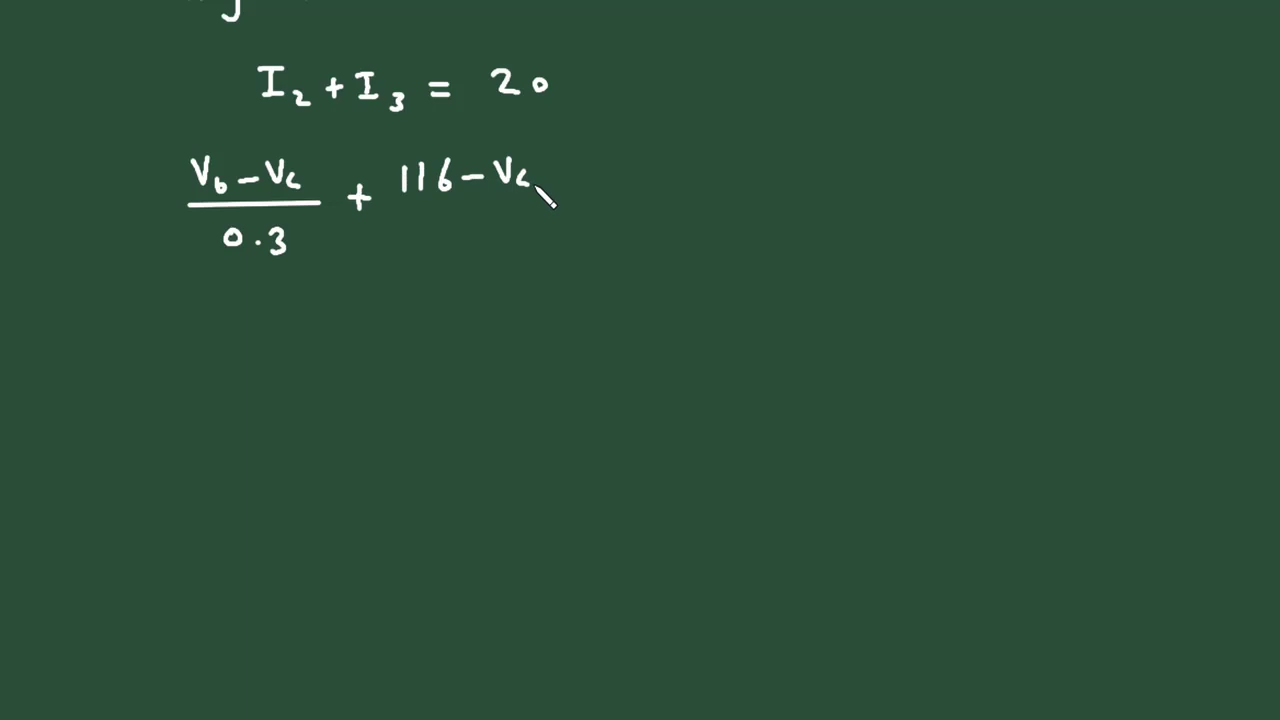 I₂ + I₃ = 20
V_b - V_c
0.3
+ 116 - V_c